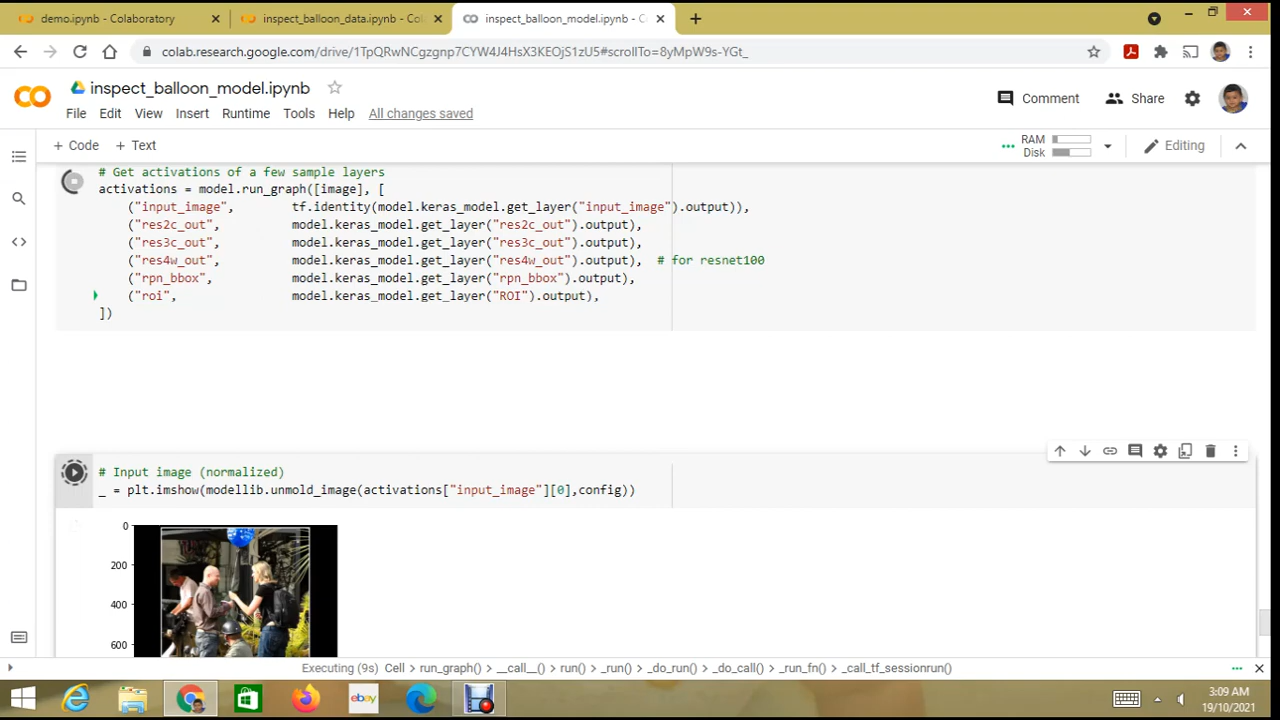 demo.ipynb - Colaboratory
inspect_balloon_data.ipynb - Col
inspect_balloon_model.ipynb - C
colab.research.google.com/drive/1TpQRwNCgzgnp7CYW4J4HsX3KEOjS1zU5#scrollTo=8yMpW9s-YGt_
CO
inspect_balloon_model.ipynb
Comment
Share
File Edit View Insert Runtime Tools Help All changes saved
+ Code + Text
RAM
Disk
Editing
# Get activations of a few sample layers
activations = model.run_graph([image], [
("input_image", tf.identity(model.keras_model.get_layer("input_image").output)),
("res2c_out", model.keras_model.get_layer("res2c_out").output),
("res3c_out", model.keras_model.get_layer("res3c_out").output),
("res4w_out", model.keras_model.get_layer("res4w_out").output), # for resnet100
("rpn_bbox", model.keras_model.get_layer("rpn_bbox").output),
("roi", model.keras_model.get_layer("ROI").output),
])
# Input image (normalized)
_ = plt.imshow(modellib.unmold_image(activations["input_image"][0],config))
0
200
400
600
Executing (9s) Cell > run_graph() > __call__() > run() > _run() > _do_run() > _do_call() > _run_fn() > _call_tf_sessionrun()
ebay
3:09 AM
19/10/2021